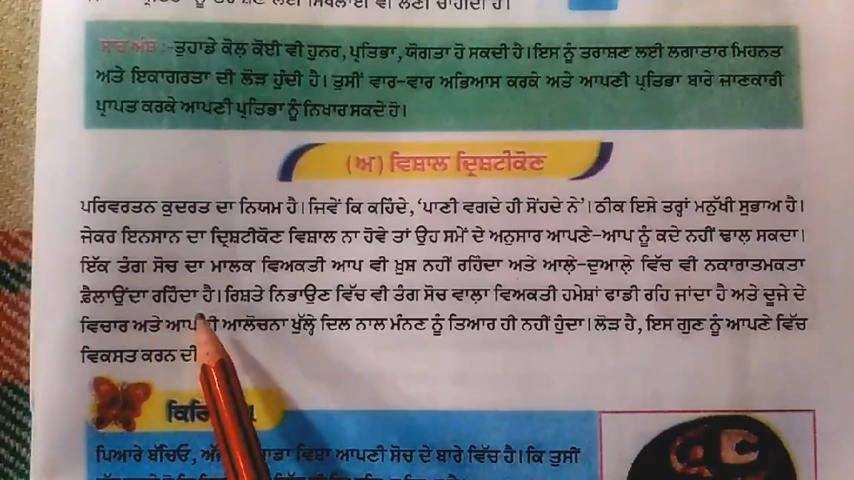 ਸਾਰ ਅੰਸ਼ :-ਤੁਹਾਡੇ ਕੋਲ ਕੋਈ ਵੀ ਹੁਨਰ, ਪ੍ਰਤਿਭਾ, ਯੋਗਤਾ ਹੋ ਸਕਦੀ ਹੈ। ਇਸ ਨੂੰ ਤਰਾਸ਼ਣ ਲਈ ਲਗਾਤਾਰ ਮਿਹਨਤ
ਅਤੇ ਇਕਾਗਰਤਾ ਦੀ ਲੋੜ ਹੁੰਦੀ ਹੈ। ਤੁਸੀਂ ਵਾਰ-ਵਾਰ ਅਭਿਆਸ ਕਰਕੇ ਅਤੇ ਆਪਣੀ ਪ੍ਰਤਿਭਾ ਬਾਰੇ ਜਾਣਕਾਰੀ
ਪ੍ਰਾਪਤ ਕਰਕੇ ਆਪਣੀ ਪ੍ਰਤਿਭਾ ਨੂੰ ਨਿਖਾਰ ਸਕਦੇ ਹੋ।
(ਅ) ਵਿਸ਼ਾਲ ਦ੍ਰਿਸ਼ਟੀਕੋਣ
ਪਰਿਵਰਤਨ ਕੁਦਰਤ ਦਾ ਨਿਯਮ ਹੈ। ਜਿਵੇਂ ਕਿ ਕਹਿੰਦੇ, ‘ਪਾਣੀ ਵਗਦੇ ਹੀ ਸੋਂਹਦੇ ਨੇ’। ਠੀਕ ਇਸੇ ਤਰ੍ਹਾਂ ਮਨੁੱਖੀ ਸੁਭਾਅ ਹੈ।
ਜੇਕਰ ਇਨਸਾਨ ਦਾ ਦ੍ਰਿਸ਼ਟੀਕੋਣ ਵਿਸ਼ਾਲ ਨਾ ਹੋਵੇ ਤਾਂ ਉਹ ਸਮੇਂ ਦੇ ਅਨੁਸਾਰ ਆਪਣੇ-ਆਪ ਨੂੰ ਕਦੇ ਨਹੀਂ ਢਾਲ਼ ਸਕਦਾ।
ਇੱਕ ਤੰਗ ਸੋਚ ਦਾ ਮਾਲਕ ਵਿਅਕਤੀ ਆਪ ਵੀ ਖ਼ੁਸ਼ ਨਹੀਂ ਰਹਿੰਦਾ ਅਤੇ ਆਲ਼ੇ-ਦੁਆਲ਼ੇ ਵਿੱਚ ਵੀ ਨਕਾਰਾਤਮਕਤਾ
ਫ਼ੈਲਾਉਂਦਾ ਰਹਿੰਦਾ ਹੈ। ਰਿਸ਼ਤੇ ਨਿਭਾਉਣ ਵਿੱਚ ਵੀ ਤੰਗ ਸੋਚ ਵਾਲ਼ਾ ਵਿਅਕਤੀ ਹਮੇਸ਼ਾਂ ਫਾਡੀ ਰਹਿ ਜਾਂਦਾ ਹੈ ਅਤੇ ਦੂਜੇ ਦੇ
ਵਿਚਾਰ ਅਤੇ ਆਲੋਚਨਾ ਖੁੱਲ੍ਹੇ ਦਿਲ ਨਾਲ ਮੰਨਣ ਨੂੰ ਤਿਆਰ ਹੀ ਨਹੀਂ ਹੁੰਦਾ। ਲੋੜ ਹੈ, ਇਸ ਗੁਣ ਨੂੰ ਆਪਣੇ ਵਿੱਚ
ਵਿਕਸਤ ਕਰਨ ਦੀ
ਪਿਆਰੇ ਬੱਚਿਓ, ਵਿਸ਼ਾ ਆਪਣੀ ਸੋਚ ਦੇ ਬਾਰੇ ਵਿੱਚ ਹੈ। ਕਿ ਤੁਸੀਂ